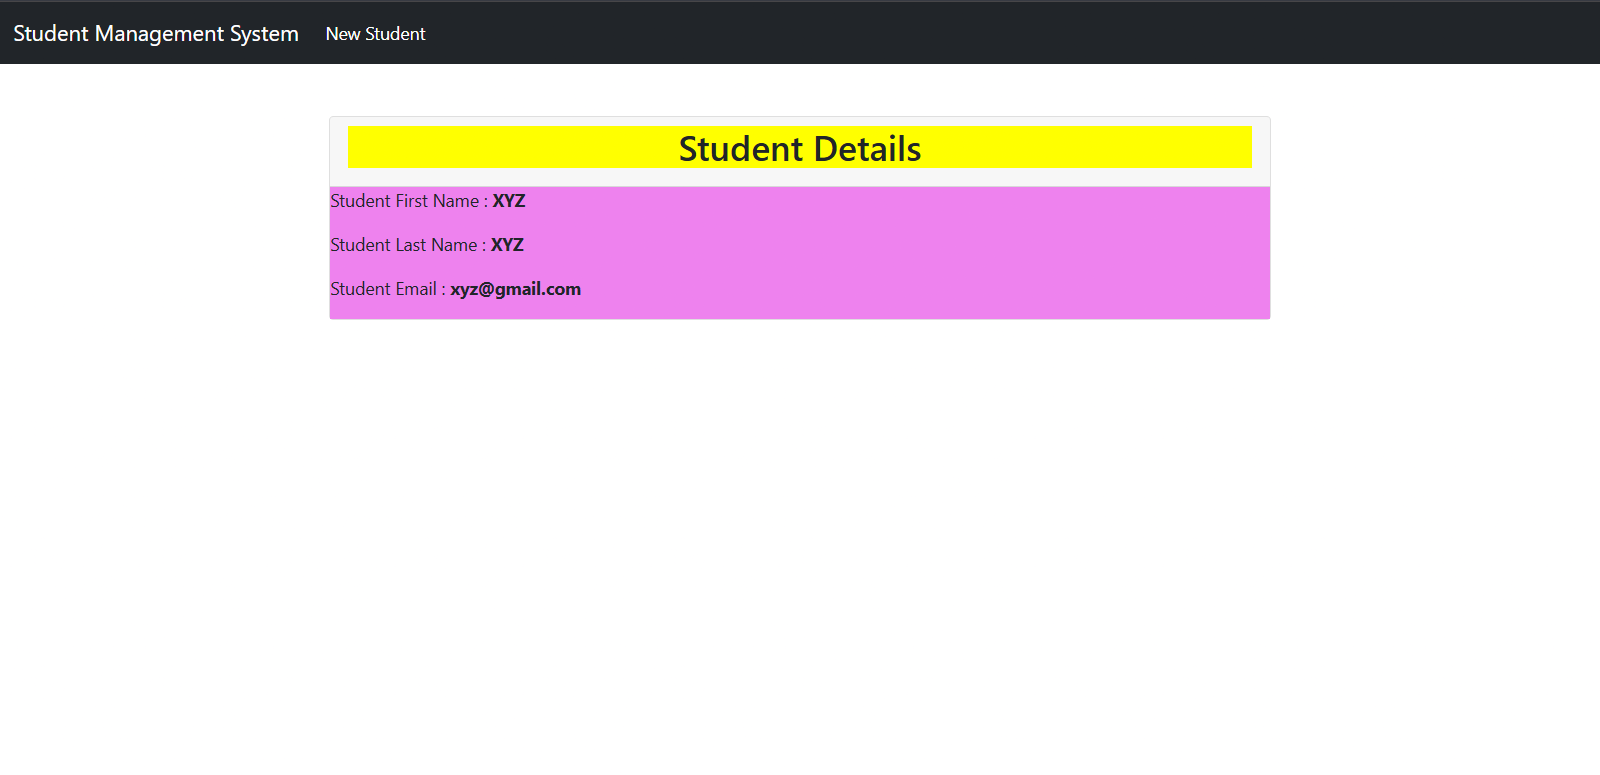 Student Management System New Student
Student Details
Student First Name : XYZ
Student Last Name : XYZ
Student Email : xyz@gmail.com